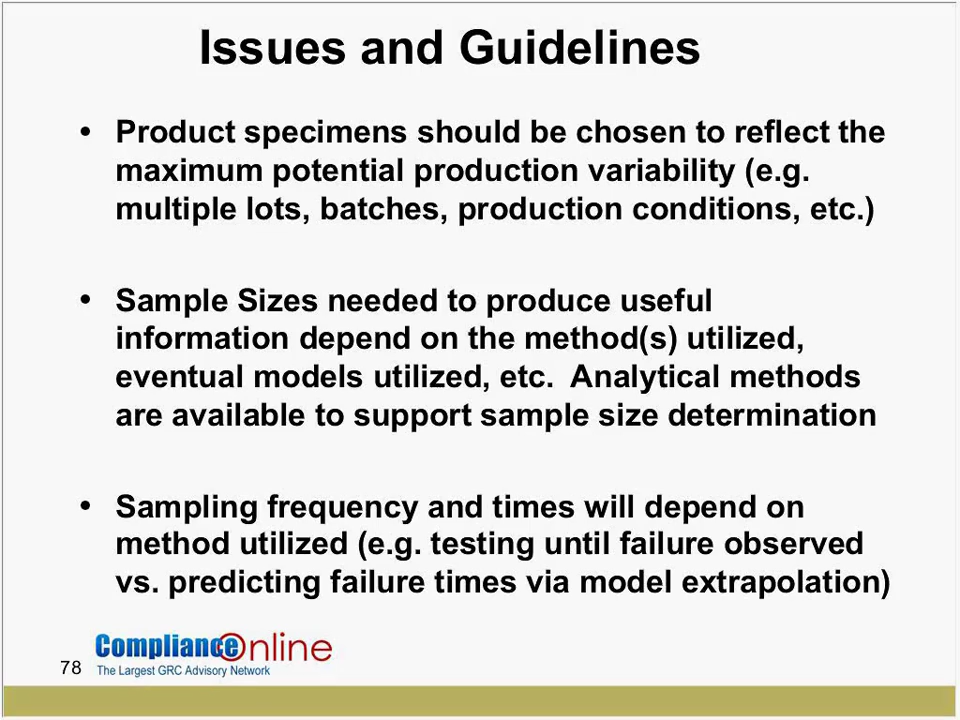 Issues and Guidelines
• Product specimens should be chosen to reflect the
maximum potential production variability (e.g.
multiple lots, batches, production conditions, etc.)
• Sample Sizes needed to produce useful
information depend on the method(s) utilized,
eventual models utilized, etc.  Analytical methods
are available to support sample size determination
• Sampling frequency and times will depend on
method utilized (e.g. testing until failure observed
vs. predicting failure times via model extrapolation)
ComplianceOnline
78
The Largest GRC Advisory Network